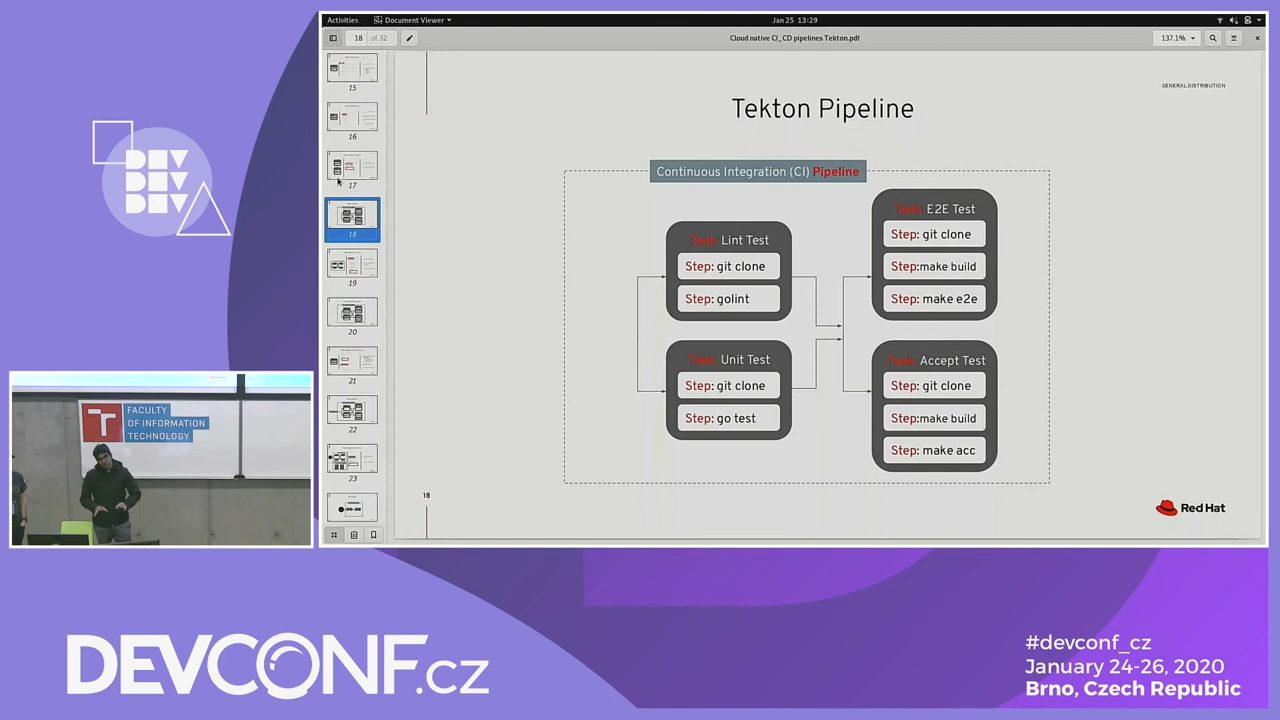 Activities
Document Viewer
Jan 25 13:29
18 of 32
Cloud native CI_CD pipelines Tekton.pdf
137.1%
15
16
17
18
19
20
21
22
23
GENERAL DISTRIBUTION
Tekton Pipeline
Continuous Integration (CI) Pipeline
Task: Lint Test
Step: git clone
Step: golint
Task: Unit Test
Step: git clone
Step: go test
Task: E2E Test
Step: git clone
Step:make build
Step: make e2e
Task: Accept Test
Step: git clone
Step:make build
Step: make acc
18
Red Hat
DEV
DEV
DEV
T
FACULTY
OF INFORMATION
TECHNOLOGY
DEVCONF.cz
#devconf_cz
January 24-26, 2020
Brno, Czech Republic